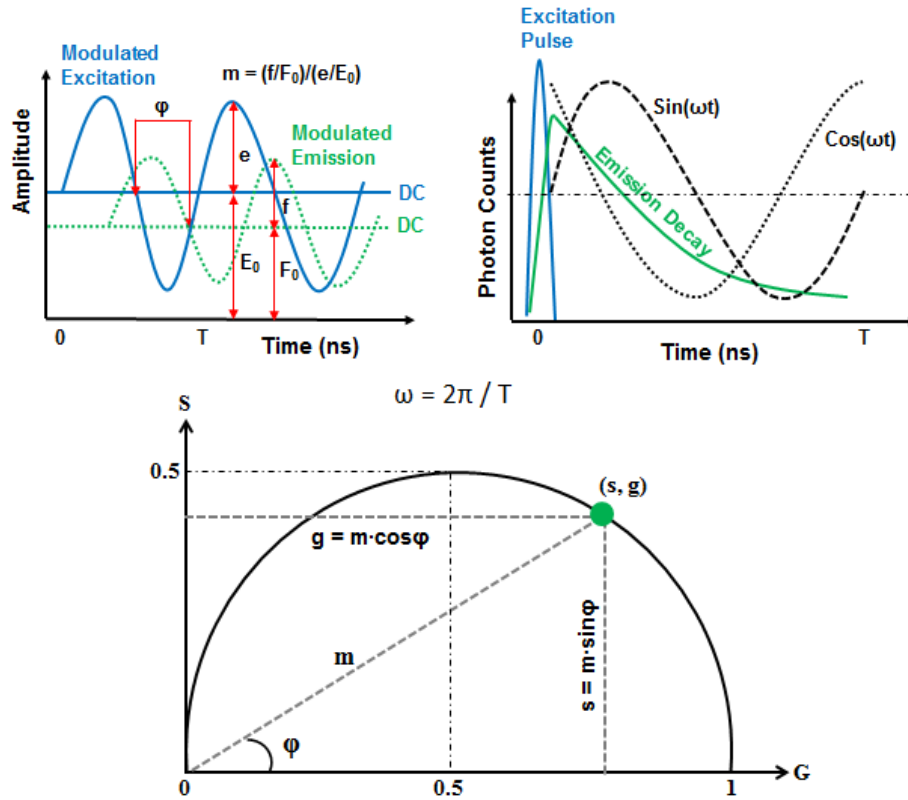 Modulated
Excitation
m = (f/F₀)/(e/E₀)
φ
Modulated
Emission
e
DC
f
DC
E₀
F₀
Amplitude
0
T
Time (ns)
Excitation
Pulse
Sin(ωt)
Cos(ωt)
Emission Decay
Photon Counts
0
T
Time (ns)
ω = 2π / T
S
0.5
(s, g)
g = m·cosφ
s = m·sinφ
m
φ
0
0.5
1
G